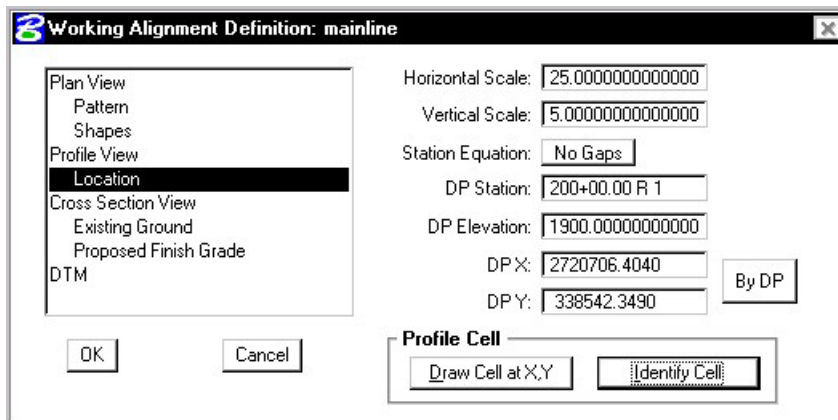 Working Alignment Definition: mainline
Plan View
Pattern
Shapes
Profile View
Location
Cross Section View
Existing Ground
Proposed Finish Grade
DTM
OK
Cancel
Horizontal Scale: 25.0000000000000
Vertical Scale: 5.00000000000000
Station Equation: No Gaps
DP Station: 200+00.00 R 1
DP Elevation: 1900.00000000000
DP X: 2720706.4040
DP Y: 338542.3490
By DP
Profile Cell
Draw Cell at X,Y
Identify Cell